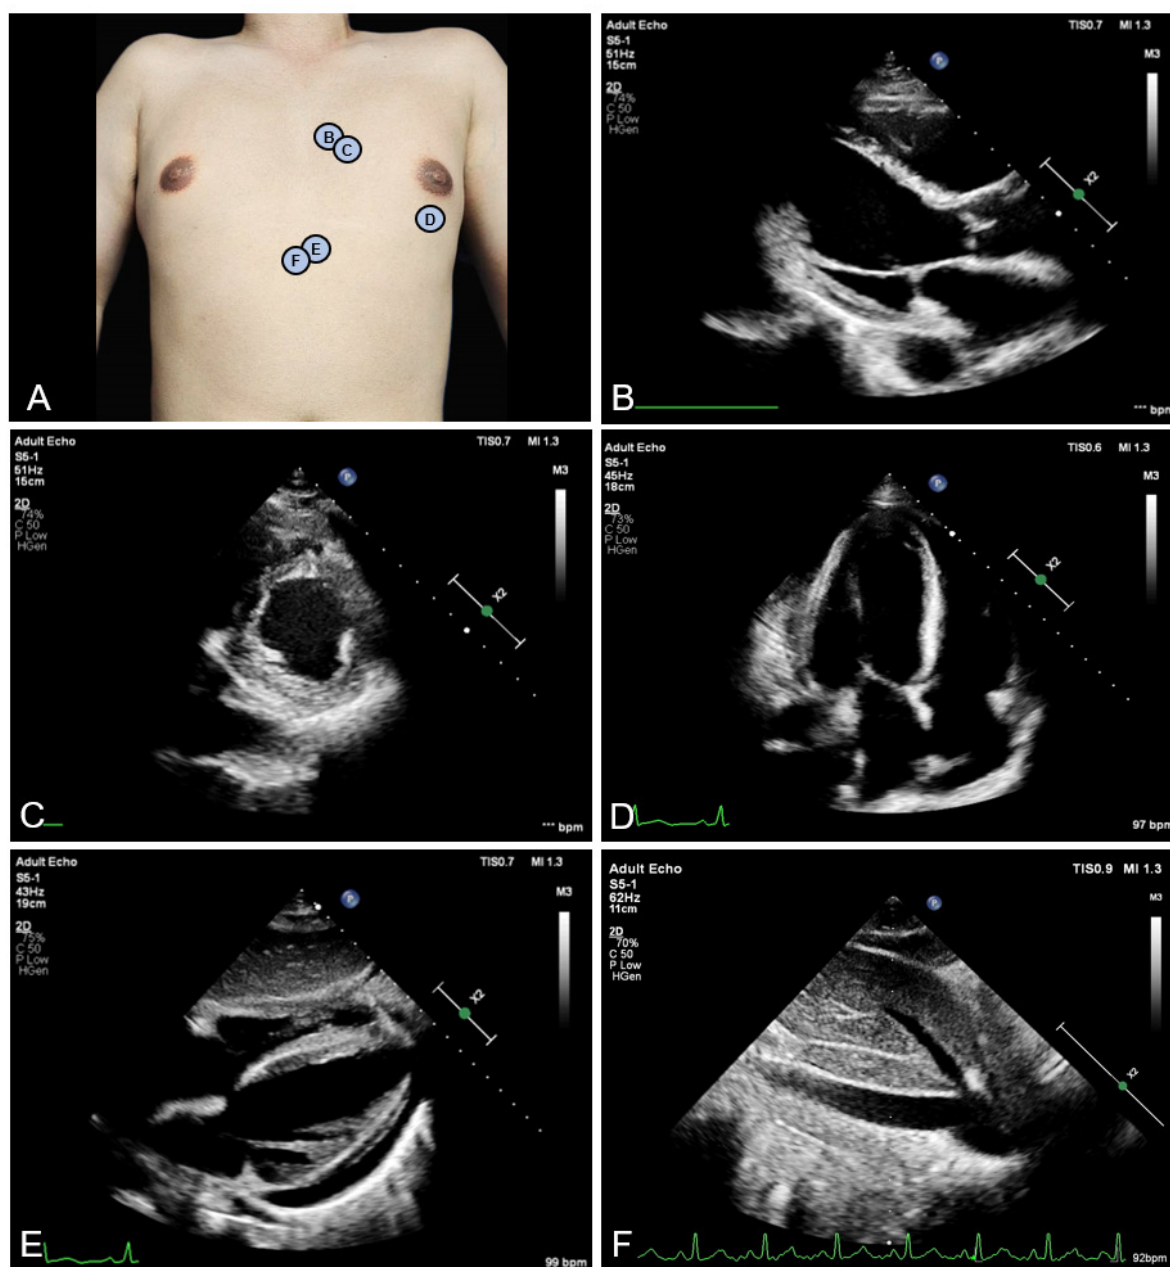 B
C
D
E
F
A
Adult Echo
TIS0.7 MI 1.3
S5-1
51Hz
15cm
2D
74%
C 50
P Low
HGen
P
M3
X2
B
*** bpm
Adult Echo
TIS0.7 MI 1.3
S5-1
51Hz
15cm
2D
74%
C 50
P Low
HGen
P
M3
X2
C
*** bpm
Adult Echo
TIS0.6 MI 1.3
S5-1
45Hz
18cm
2D
73%
C 50
P Low
HGen
P
M3
X2
D
97 bpm
Adult Echo
TIS0.7 MI 1.3
S5-1
43Hz
19cm
2D
75%
C 50
P Low
HGen
P
M3
X2
E
99 bpm
Adult Echo
TIS0.9 MI 1.3
S5-1
62Hz
11cm
2D
70%
C 50
P Low
HGen
P
M3
X2
F
92bpm